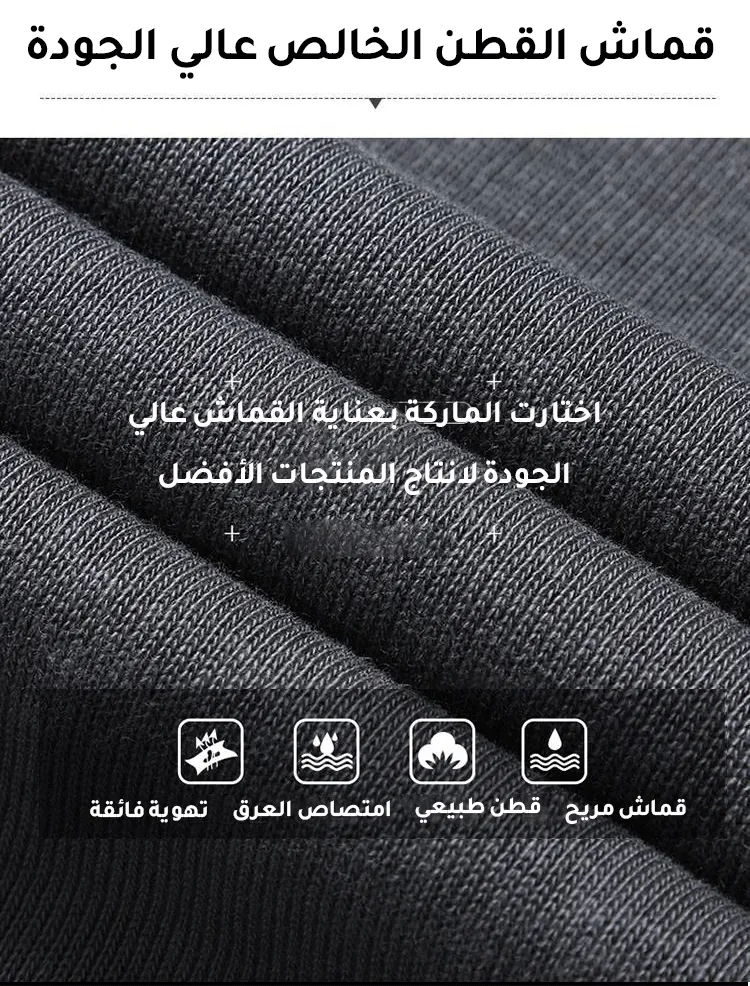 قماش القطن الخالص عالي الجودة
اختارت الماركة بعناية القماش عالي
الجودة لانتاج المنتجات الأفضل
قماش مريح
قطن طبيعي
امتصاص العرق
تهوية فائقة